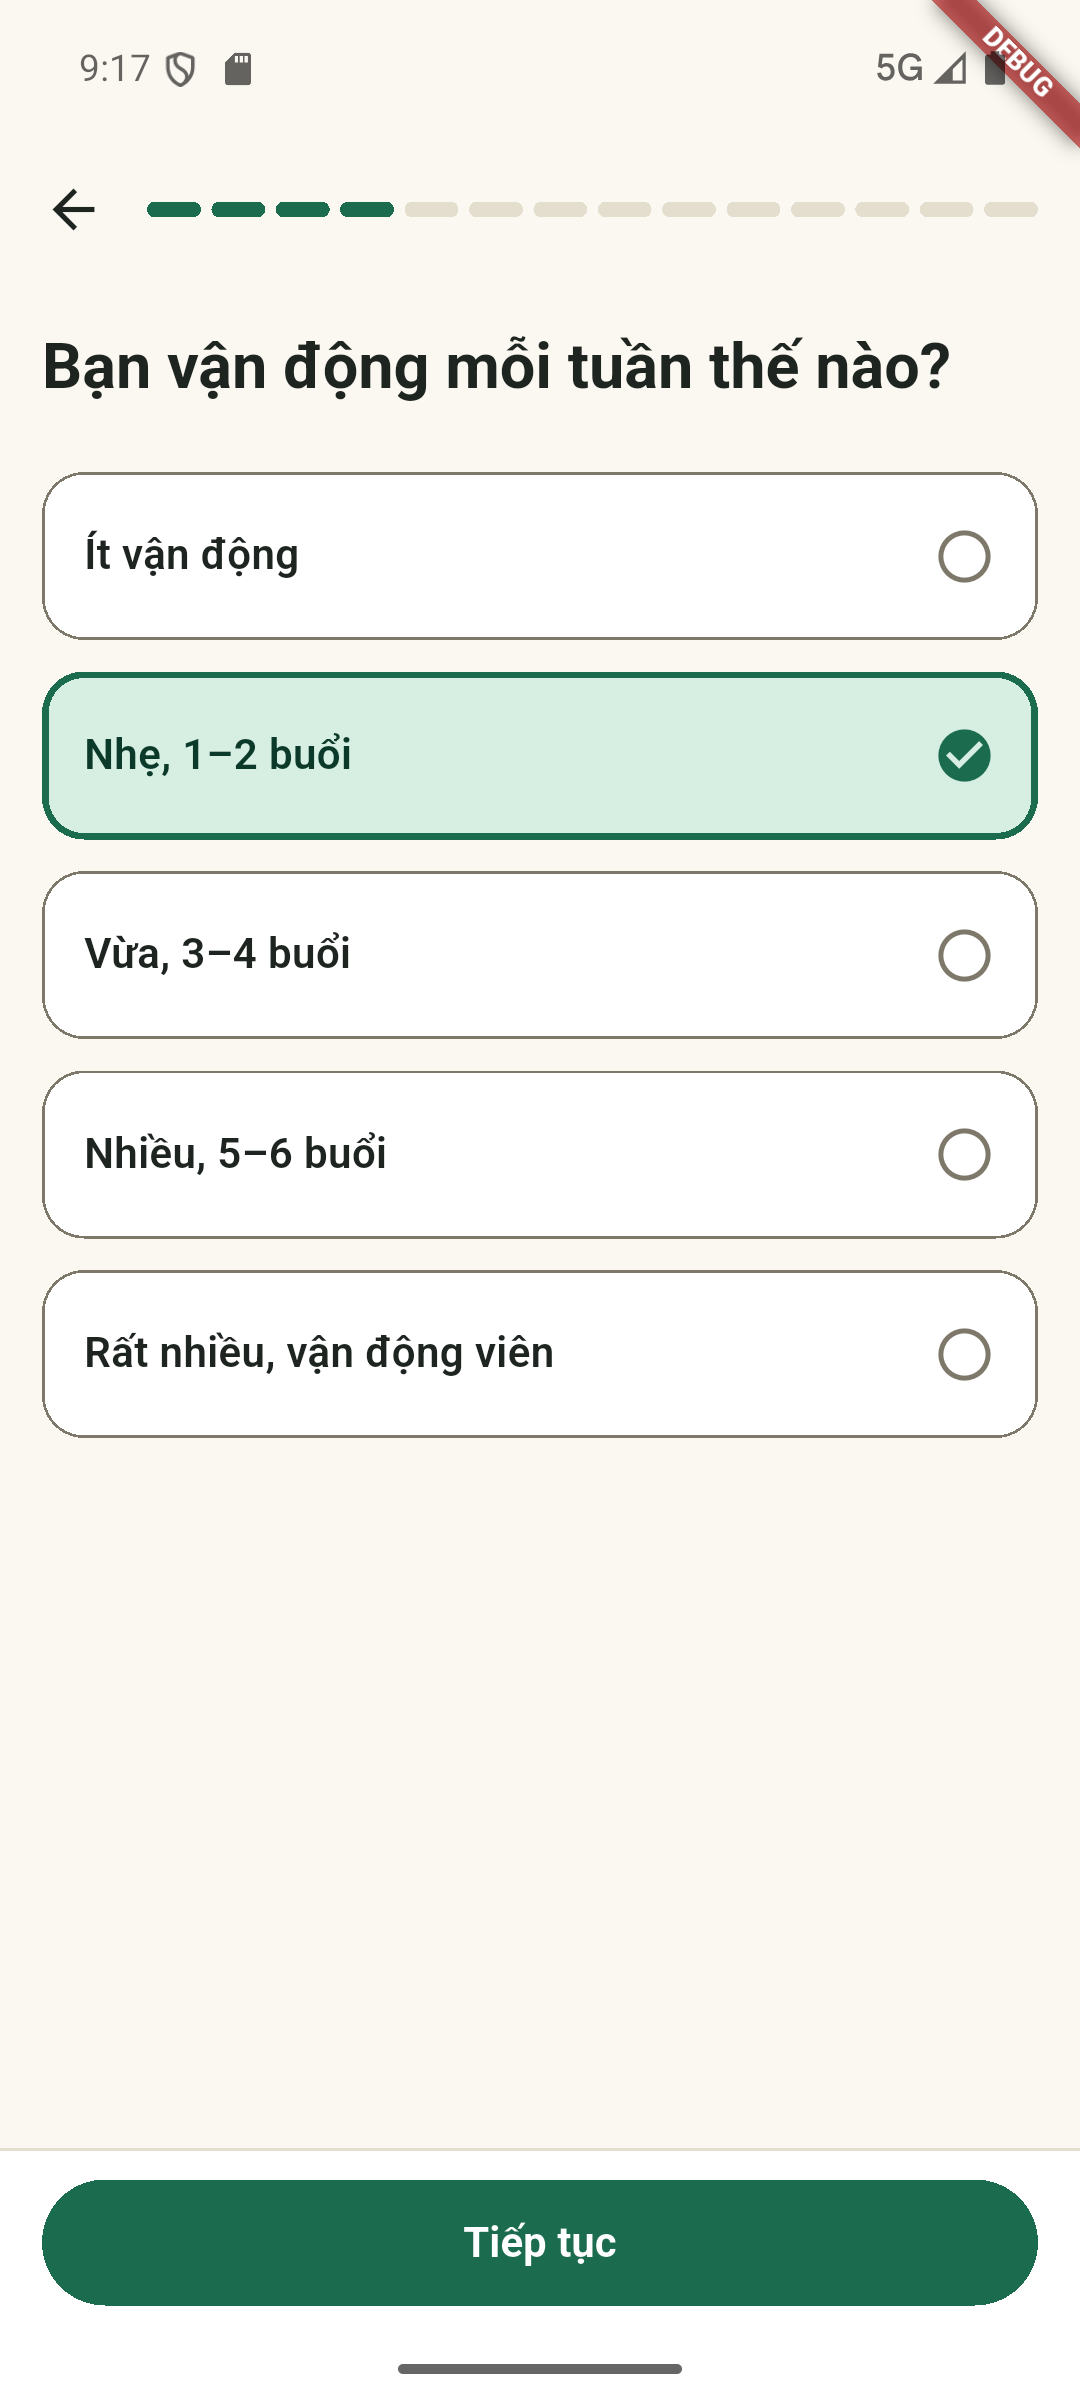 9:17
5G
DEBUG
Bạn vận động mỗi tuần thế nào?
Ít vận động
Nhẹ, 1–2 buổi
Vừa, 3–4 buổi
Nhiều, 5–6 buổi
Rất nhiều, vận động viên
Tiếp tục